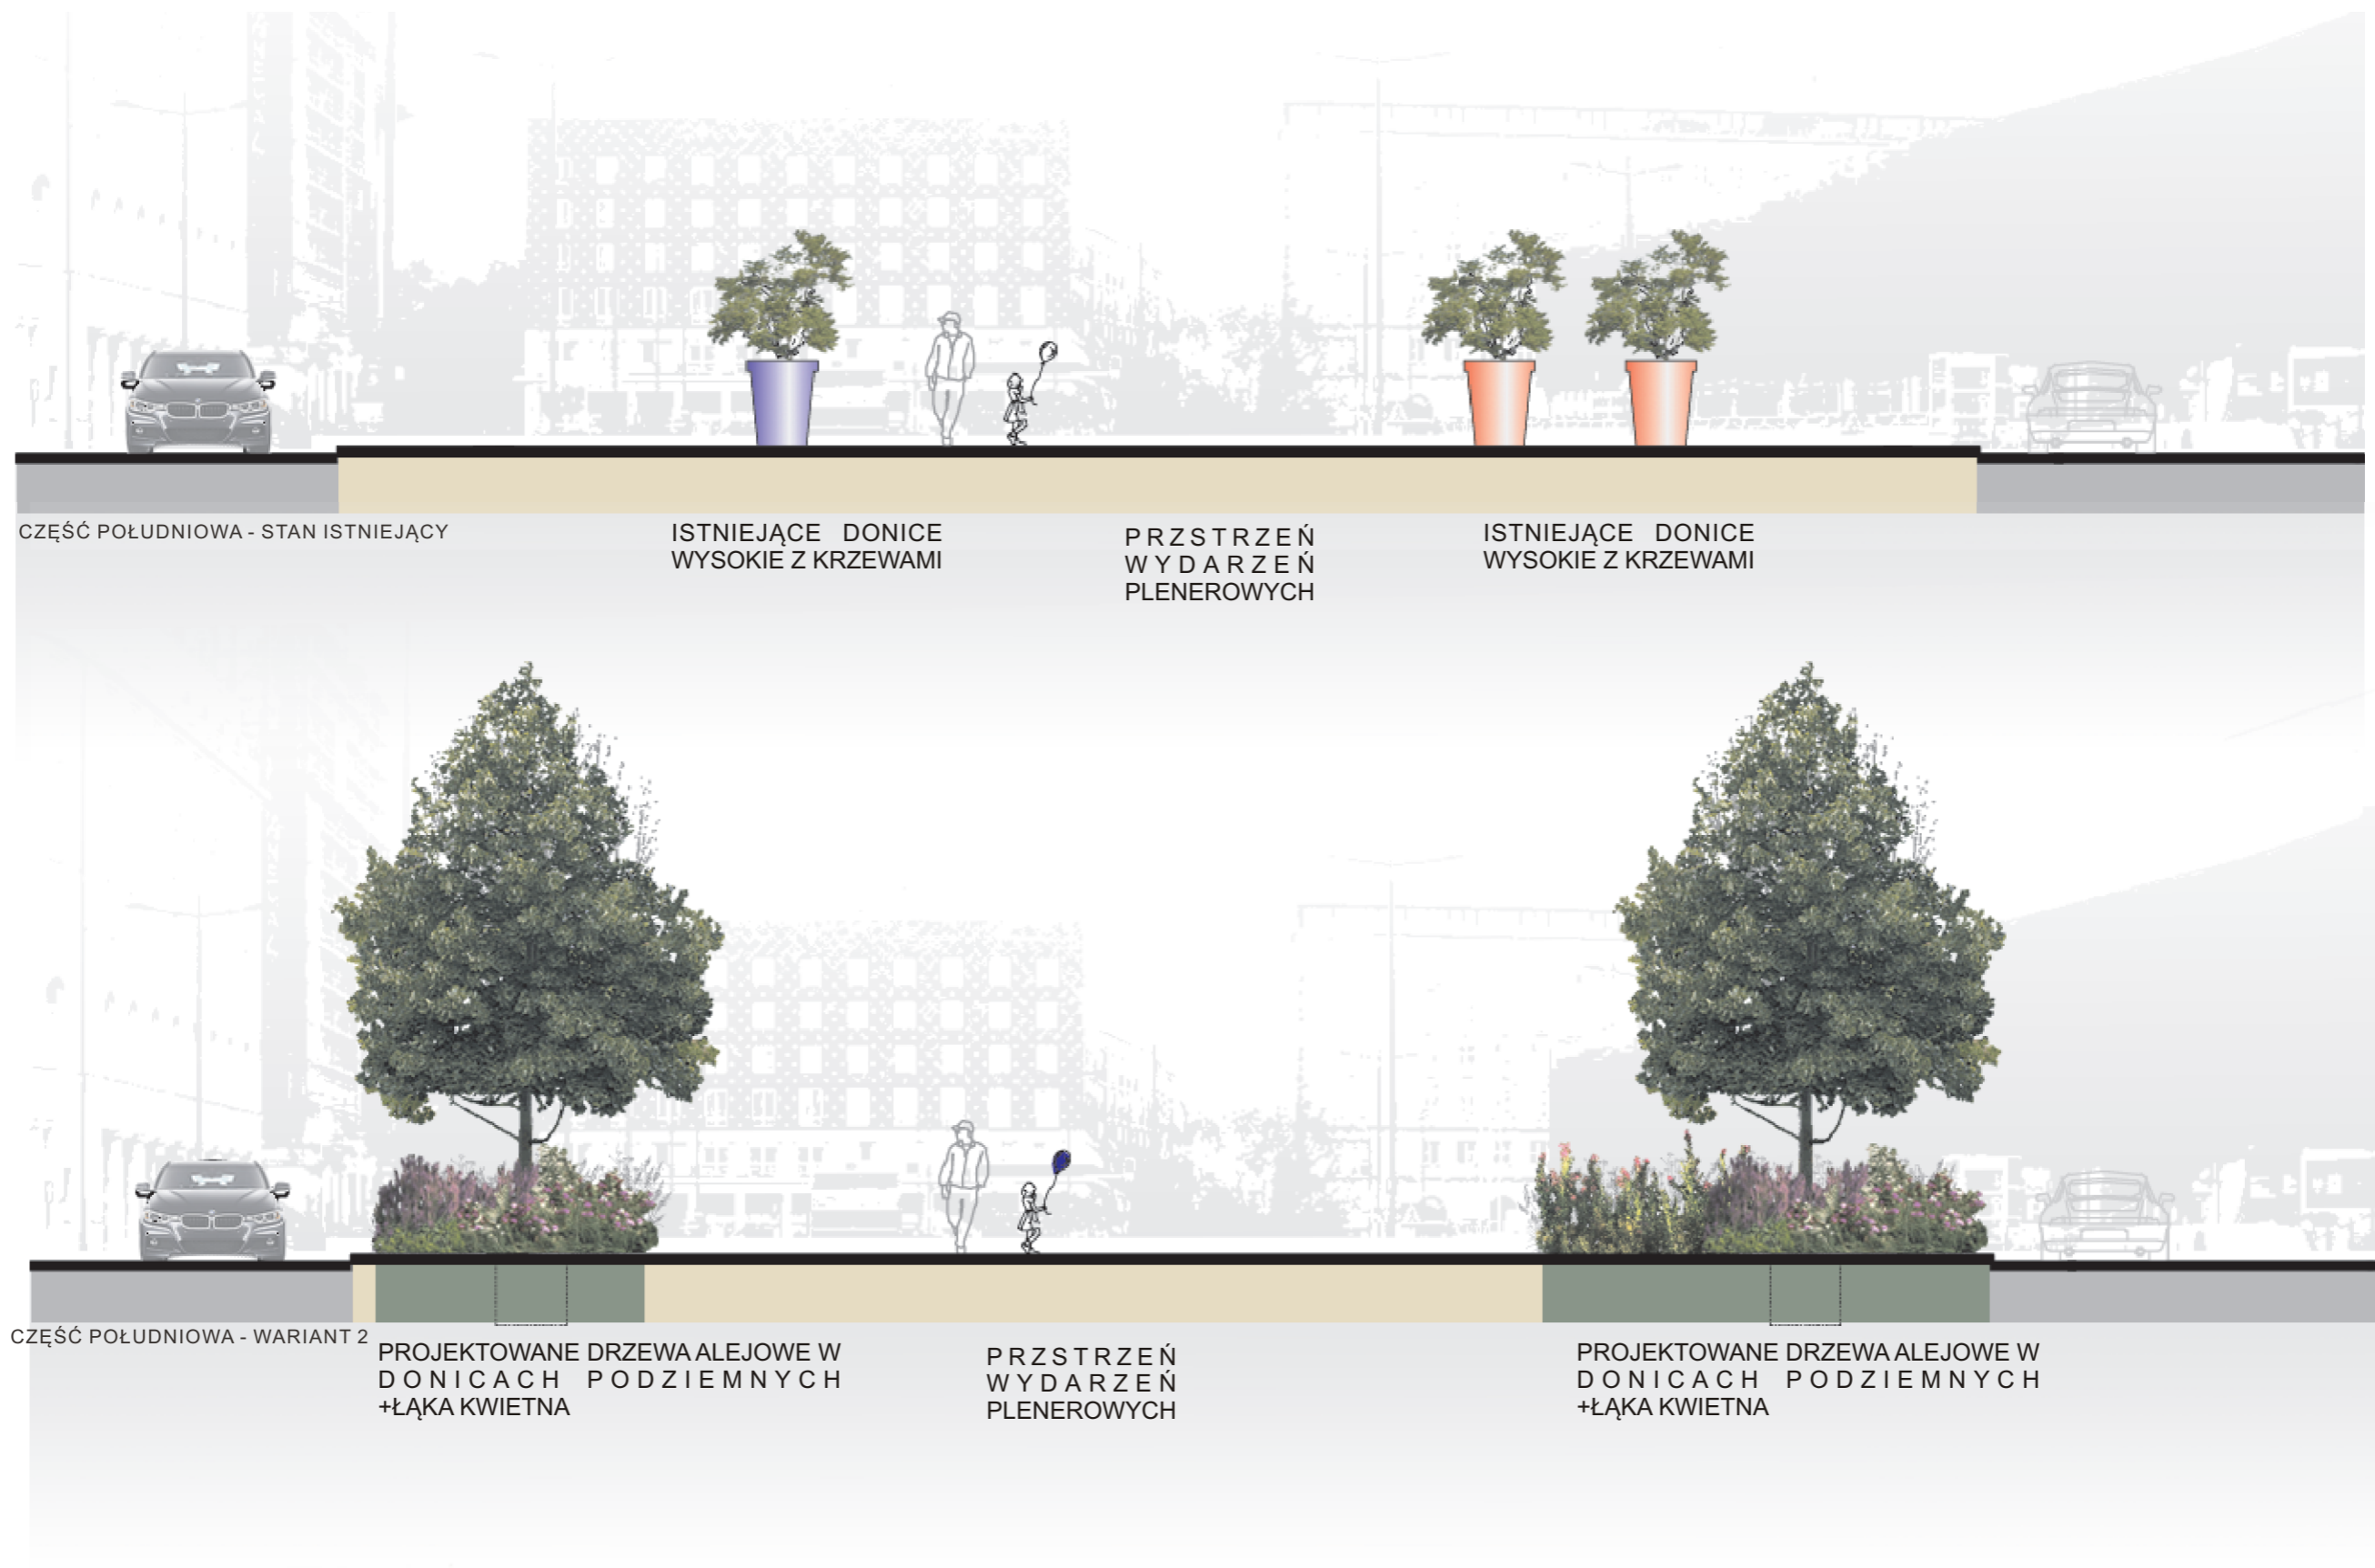 CZĘŚĆ POŁUDNIOWA - STAN ISTNIEJĄCY
ISTNIEJĄCE DONICE
WYSOKIE Z KRZEWAMI
PRZSTRZEŃ
WYDARZEŃ
PLENEROWYCH
ISTNIEJĄCE DONICE
WYSOKIE Z KRZEWAMI
CZĘŚĆ POŁUDNIOWA - WARIANT 2
PROJEKTOWANE DRZEWA ALEJOWE W
DONICACH PODZIEMNYCH
+ŁĄKA KWIETNA
PRZSTRZEŃ
WYDARZEŃ
PLENEROWYCH
PROJEKTOWANE DRZEWA ALEJOWE W
DONICACH PODZIEMNYCH
+ŁĄKA KWIETNA